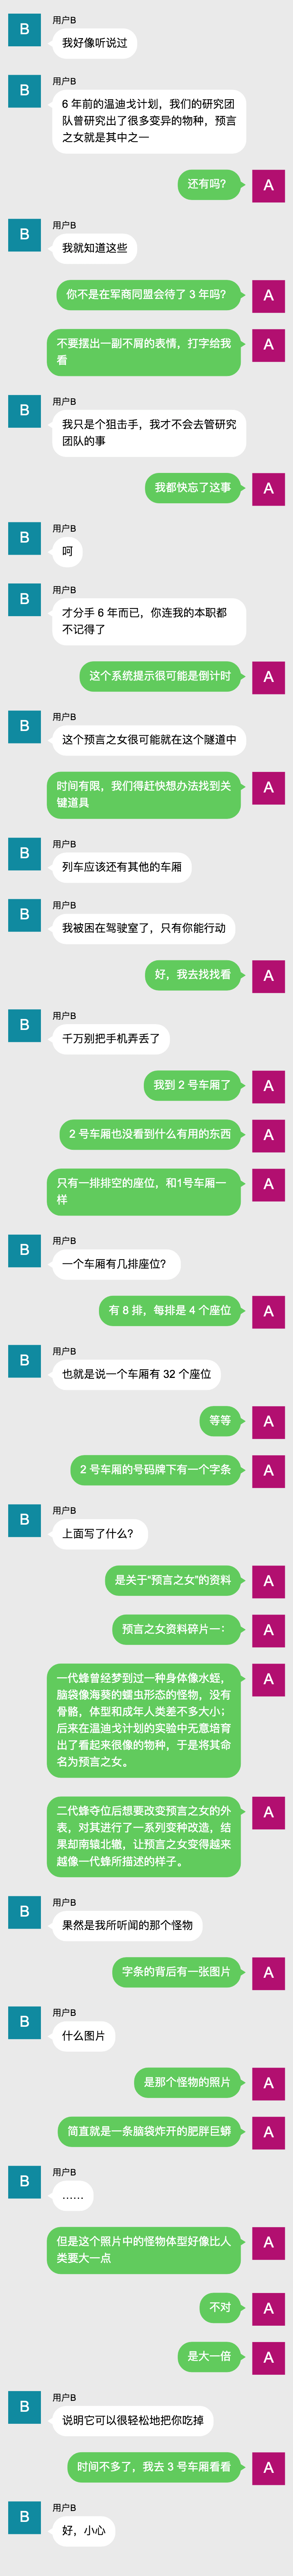 B
用户B
我好像听说过
B
用户B
6 年前的温迪戈计划，我们的研究团
队曾研究出了很多变异的物种，预言
之女就是其中之一
还有吗？
A
B
用户B
我就知道这些
你不是在军商同盟会待了 3 年吗？
A
不要摆出一副不屑的表情，打字给我
看
A
B
用户B
我只是个狙击手，我才不会去管研究
团队的事
我都快忘了这事
A
B
用户B
呵
B
用户B
才分手 6 年而已，你连我的本职都
不记得了
这个系统提示很可能是倒计时
A
B
用户B
这个预言之女很可能就在这个隧道中
时间有限，我们得赶快想办法找到关
键道具
A
B
用户B
列车应该还有其他的车厢
B
用户B
我被困在驾驶室了，只有你能行动
好，我去找找看
A
B
用户B
千万别把手机弄丢了
我到 2 号车厢了
A
2 号车厢也没看到什么有用的东西
A
只有一排排空的座位，和1号车厢一
样
A
B
用户B
一个车厢有几排座位？
有 8 排，每排是 4 个座位
A
B
用户B
也就是说一个车厢有 32 个座位
等等
A
2 号车厢的号码牌下有一个字条
A
B
用户B
上面写了什么？
是关于“预言之女”的资料
A
预言之女资料碎片一：
A
一代蜂曾经梦到过一种身体像水蛭，
脑袋像海葵的蠕虫形态的怪物，没有
骨骼，体型和成年人类差不多大小；
后来在温迪戈计划的实验中无意培育
出了看起来很像的物种，于是将其命
名为预言之女。
A
二代蜂夺位后想要改变预言之女的外
表，对其进行了一系列变种改造，结
果却南辕北辙，让预言之女变得越来
越像一代蜂所描述的样子。
A
B
用户B
果然是我所听闻的那个怪物
字条的背后有一张图片
A
B
用户B
什么图片
是那个怪物的照片
A
简直就是一条脑袋炸开的肥胖巨蟒
A
B
用户B
……
但是这个照片中的怪物体型好像比人
类要大一点
A
不对
A
是大一倍
A
B
用户B
说明它可以很轻松地把你吃掉
时间不多了，我去 3 号车厢看看
A
B
用户B
好，小心